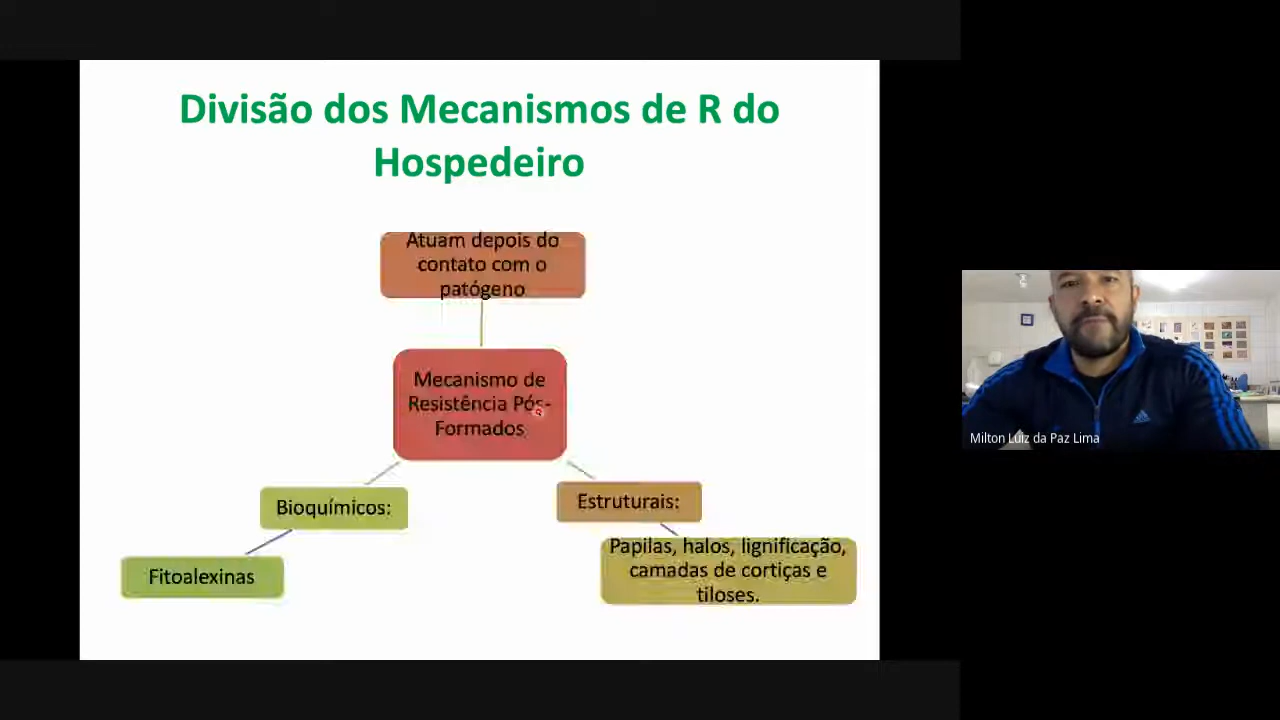 Divisão dos Mecanismos de R do
Hospedeiro
Atuam depois do
contato com o
patógeno
Mecanismo de
Resistência Pós-
Formados
Bioquímicos:
Estruturais:
Fitoalexinas
Papilas, halos, lignificação,
camadas de cortiças e
tiloses.
adidas
Milton Luiz da Paz Lima